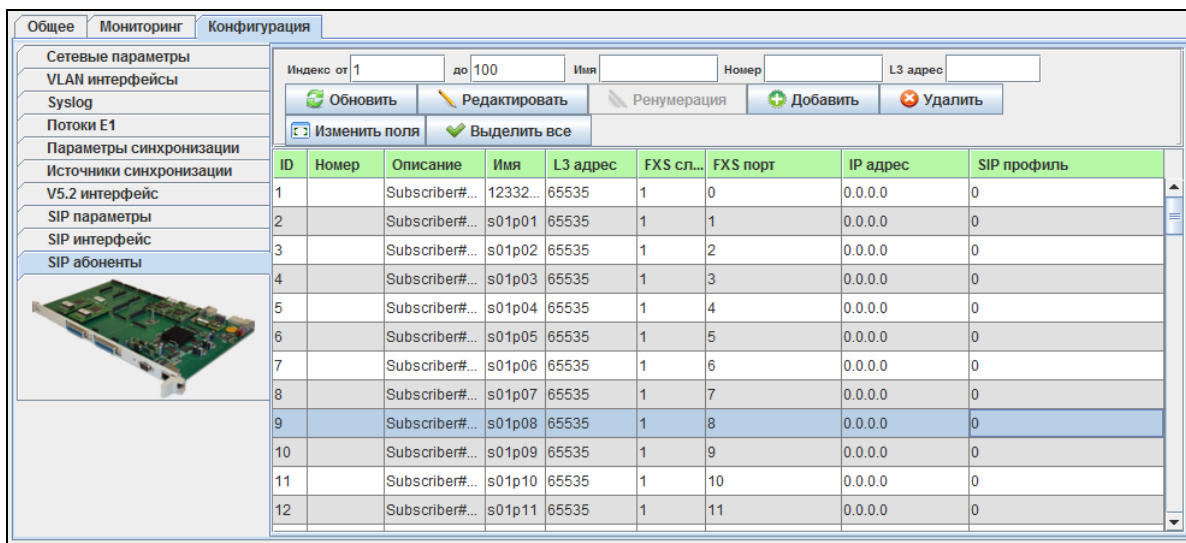 Общее Мониторинг Конфигурация
Сетевые параметры
VLAN интерфейсы
Syslog
Потоки E1
Параметры синхронизации
Источники синхронизации
V5.2 интерфейс
SIP параметры
SIP интерфейс
SIP абоненты
Индекс от 1 до 100 Имя Номер L3 адрес
Обновить Редактировать Ренумерация Добавить Удалить
Изменить поля Выделить все
ID Номер Описание Имя L3 адрес FXS сл... FXS порт IP адрес SIP профиль
1 Subscriber#... 12332... 65535 1 0 0.0.0.0 0
2 Subscriber#... s01p01 65535 1 1 0.0.0.0 0
3 Subscriber#... s01p02 65535 1 2 0.0.0.0 0
4 Subscriber#... s01p03 65535 1 3 0.0.0.0 0
5 Subscriber#... s01p04 65535 1 4 0.0.0.0 0
6 Subscriber#... s01p05 65535 1 5 0.0.0.0 0
7 Subscriber#... s01p06 65535 1 6 0.0.0.0 0
8 Subscriber#... s01p07 65535 1 7 0.0.0.0 0
9 Subscriber#... s01p08 65535 1 8 0.0.0.0 0
10 Subscriber#... s01p09 65535 1 9 0.0.0.0 0
11 Subscriber#... s01p10 65535 1 10 0.0.0.0 0
12 Subscriber#... s01p11 65535 1 11 0.0.0.0 0